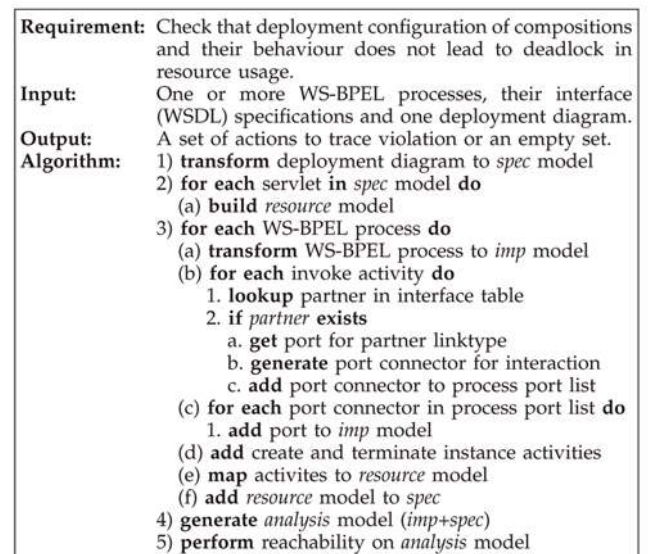 Requirement: Check that deployment configuration of compositions
and their behaviour does not lead to deadlock in
resource usage.
Input: One or more WS-BPEL processes, their interface
(WSDL) specifications and one deployment diagram.
Output: A set of actions to trace violation or an empty set.
Algorithm: 1) transform deployment diagram to spec model
2) for each servlet in spec model do
(a) build resource model
3) for each WS-BPEL process do
(a) transform WS-BPEL process to imp model
(b) for each invoke activity do
1. lookup partner in interface table
2. if partner exists
a. get port for partner linktype
b. generate port connector for interaction
c. add port connector to process port list
(c) for each port connector in process port list do
1. add port to imp model
(d) add create and terminate instance activities
(e) map activites to resource model
(f) add resource model to spec
4) generate analysis model (imp+spec)
5) perform reachability on analysis model